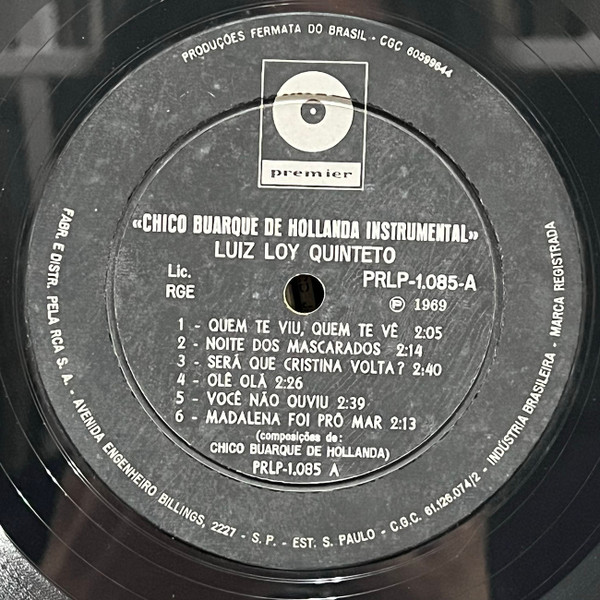 PRODUÇÕES FERMATA DO BRASIL - CGC 60599644
premier
«CHICO BUARQUE DE HOLLANDA INSTRUMENTAL»
LUIZ LOY QUINTETO
Lic.
RGE
PRLP-1.085-A
Ⓟ 1969
1 - QUEM TE VIU, QUEM TE VÊ 2:05
2 - NOITE DOS MASCARADOS 2:14
3 - SERÁ QUE CRISTINA VOLTA? 2:40
4 - OLÊ OLÁ 2:26
5 - VOCÊ NÃO OUVIU 2:39
6 - MADALENA FOI PRÔ MAR 2:13
(composições de:
CHICO BUARQUE DE HOLLANDA)
PRLP-1.085 A
FABR. E DISTR. PELA RCA S. A. - AVENIDA ENGENHEIRO BILLINGS, 2227 - S. P. - EST. S. PAULO - C.G.C. 61.126.074/2 - INDÚSTRIA BRASILEIRA - MARCA REGISTRADA